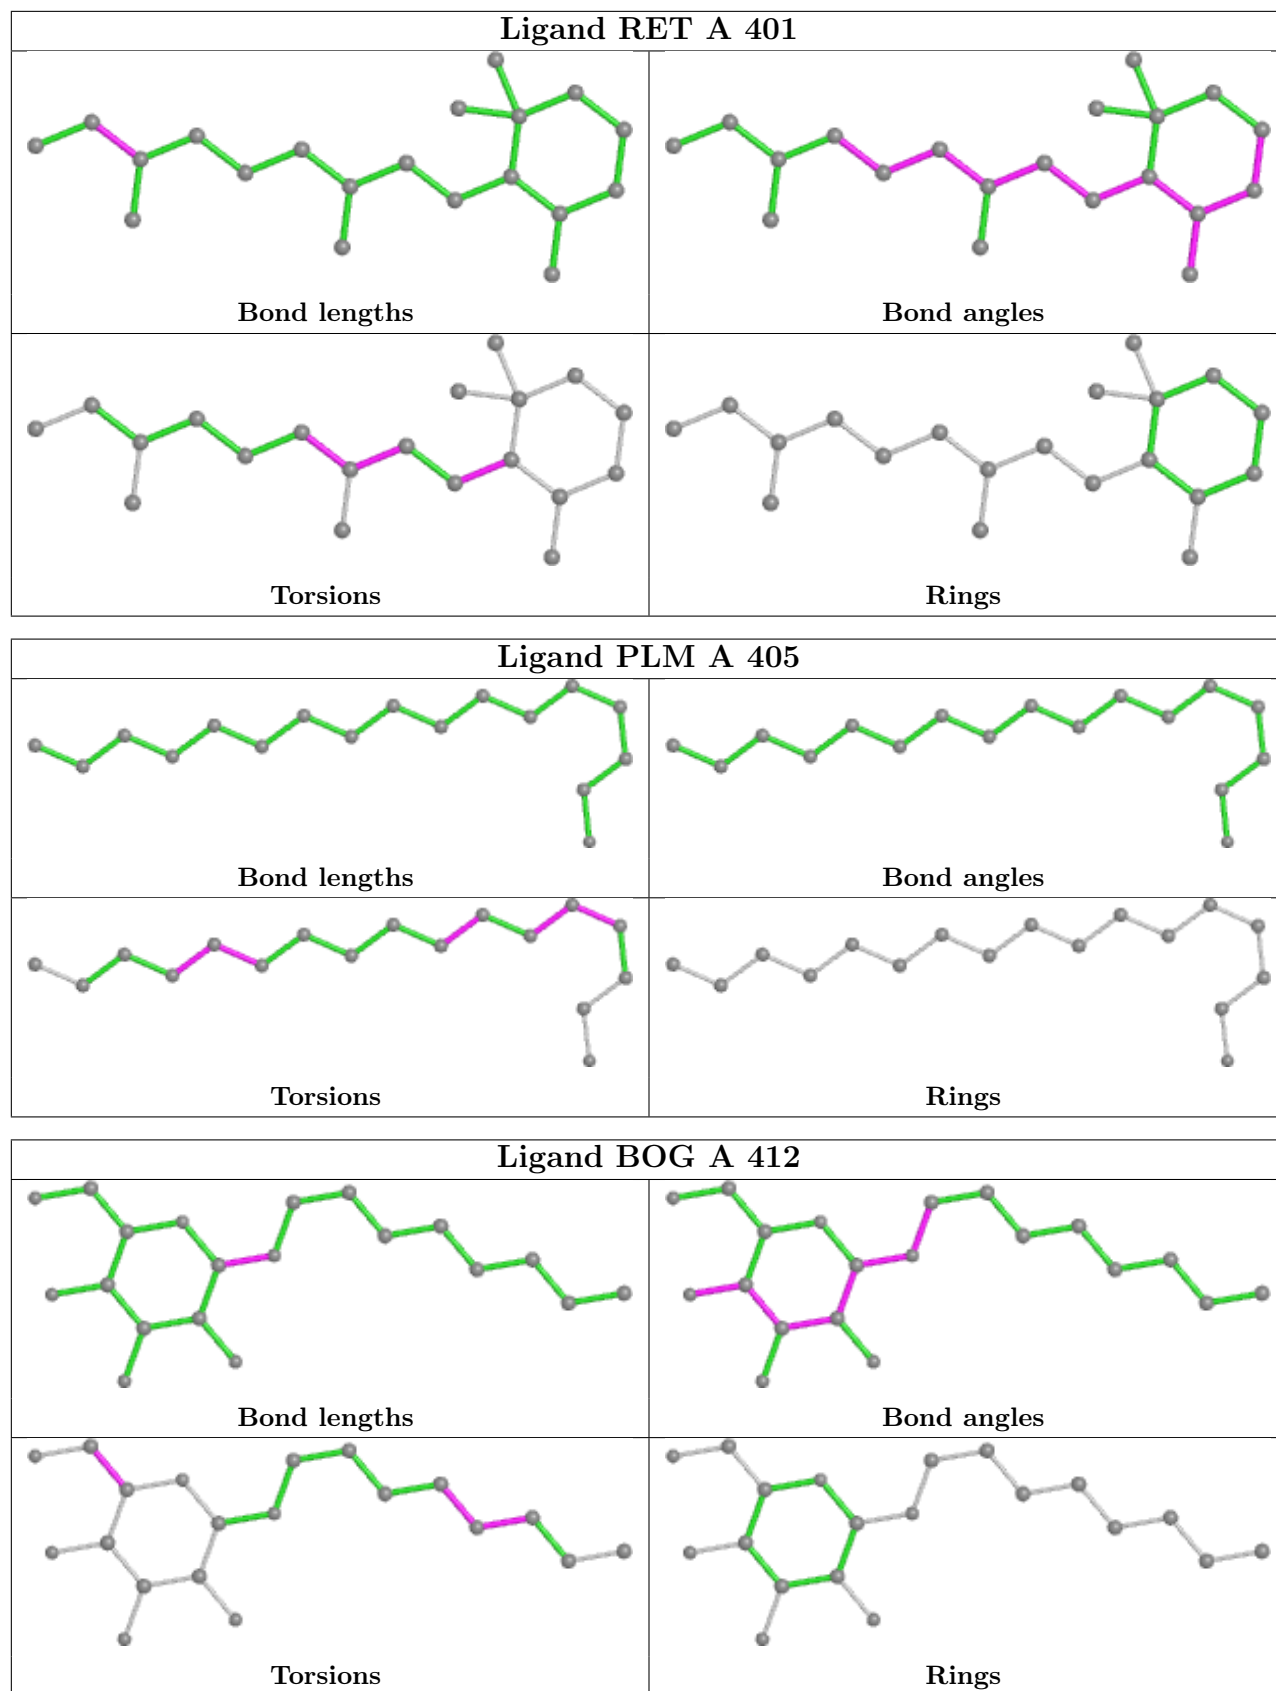 Ligand RET A 401
Bond lengths
Bond angles
Torsions
Rings
Ligand PLM A 405
Bond lengths
Bond angles
Torsions
Rings
Ligand BOG A 412
Bond lengths
Bond angles
Torsions
Rings